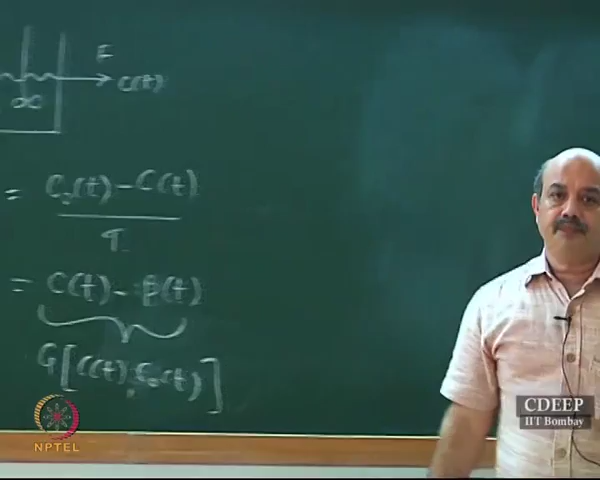 F
x
C(t)
= C₀(t) - C(t)
τ
= C(t) - β(t)
G[C(t), C₀(t)]
NPTEL
CDEEP
IIT Bombay